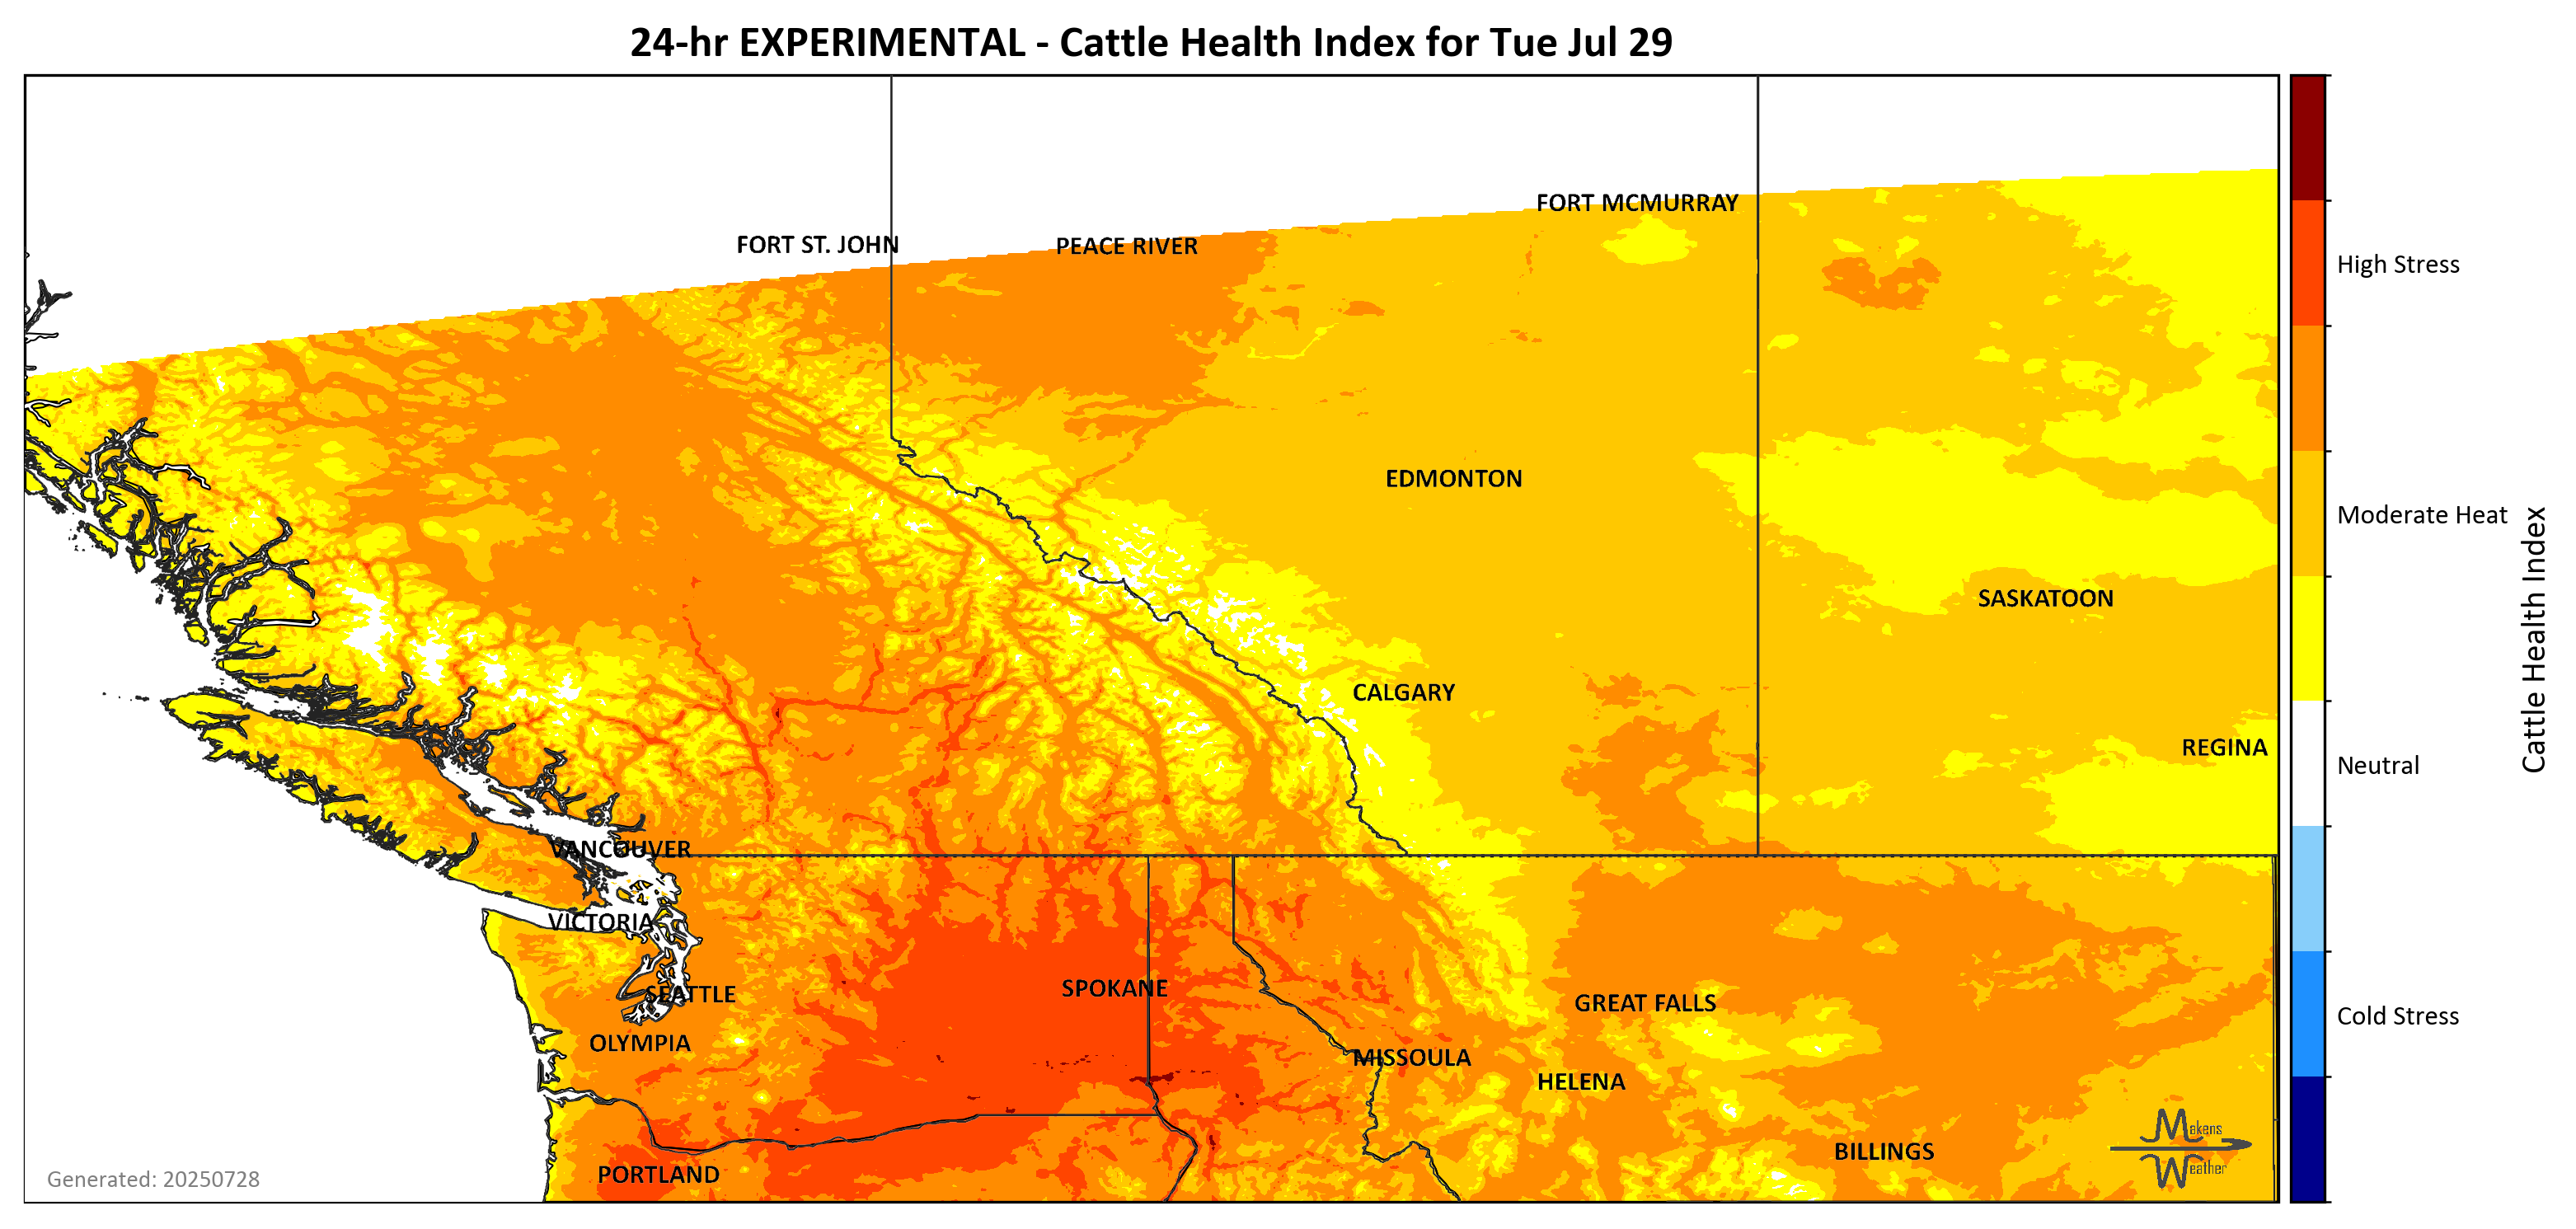 24-hr EXPERIMENTAL - Cattle Health Index for Tue Jul 29
FORT MCMURRAY
FORT ST. JOHN
PEACE RIVER
High Stress
EDMONTON
Moderate Heat
SASKATOON
CALGARY
REGINA
Neutral
Cattle Health Index
VANCOUVER
VICTORIA
SEATTLE
SPOKANE
GREAT FALLS
Cold Stress
OLYMPIA
MISSOULA
HELENA
Makens
Weather
BILLINGS
PORTLAND
Generated: 20250728